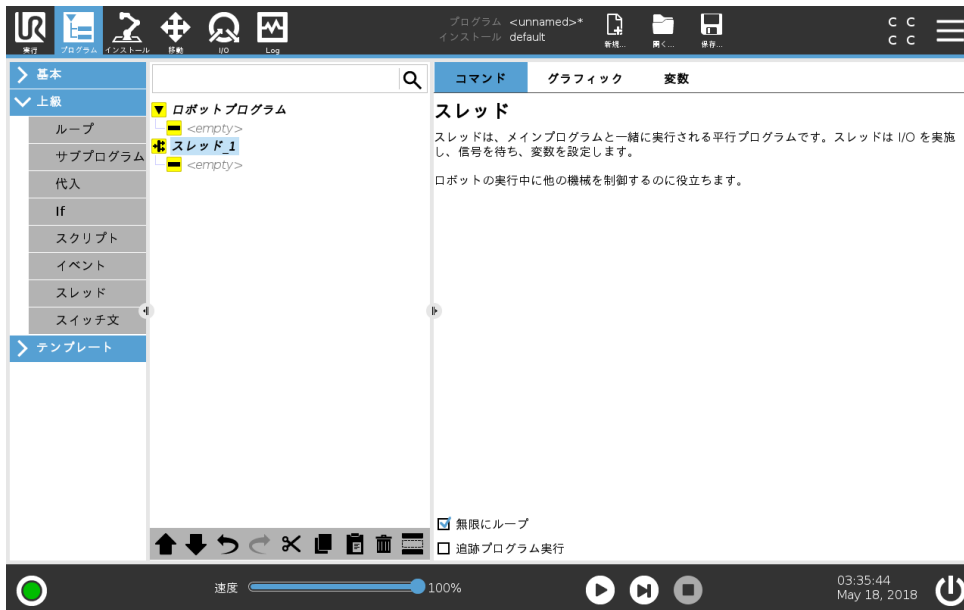 プログラム <unnamed>*
インストール default
UR
実行
プログラム
インストール
移動
I/O
Log
新規...
開く...
保存...
C C
C C
基本
上級
ループ
サブプログラム
代入
If
スクリプト
イベント
スレッド
スイッチ文
テンプレート
ロボットプログラム
<empty>
スレッド_1
<empty>
コマンド
グラフィック
変数
スレッド
スレッドは、メインプログラムと一緒に実行される平行プログラムです。スレッドは I/O を実施
し、信号を待ち、変数を設定します。
ロボットの実行中に他の機械を制御するのに役立ちます。
無限にループ
追跡プログラム実行
速度
100%
03:35:44
May 18, 2018